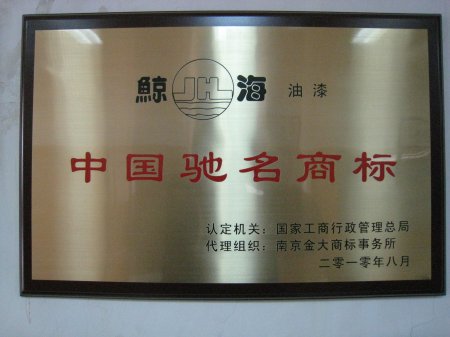 鯨 JHL 海 油漆
中国驰名商标
认定机关：国家工商行政管理总局
代理组织：南京金大商标事务所
二零一零年八月